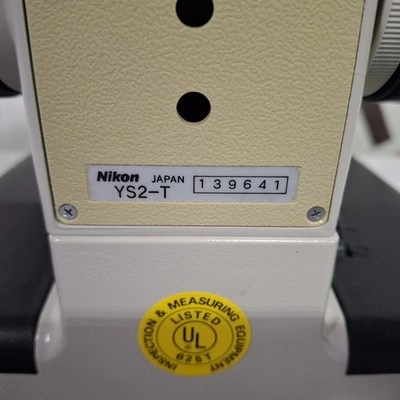 Nikon JAPAN 139641
YS2-T
INSPECTION & MEASURING EQUIPMENT
LISTED
UL
625T